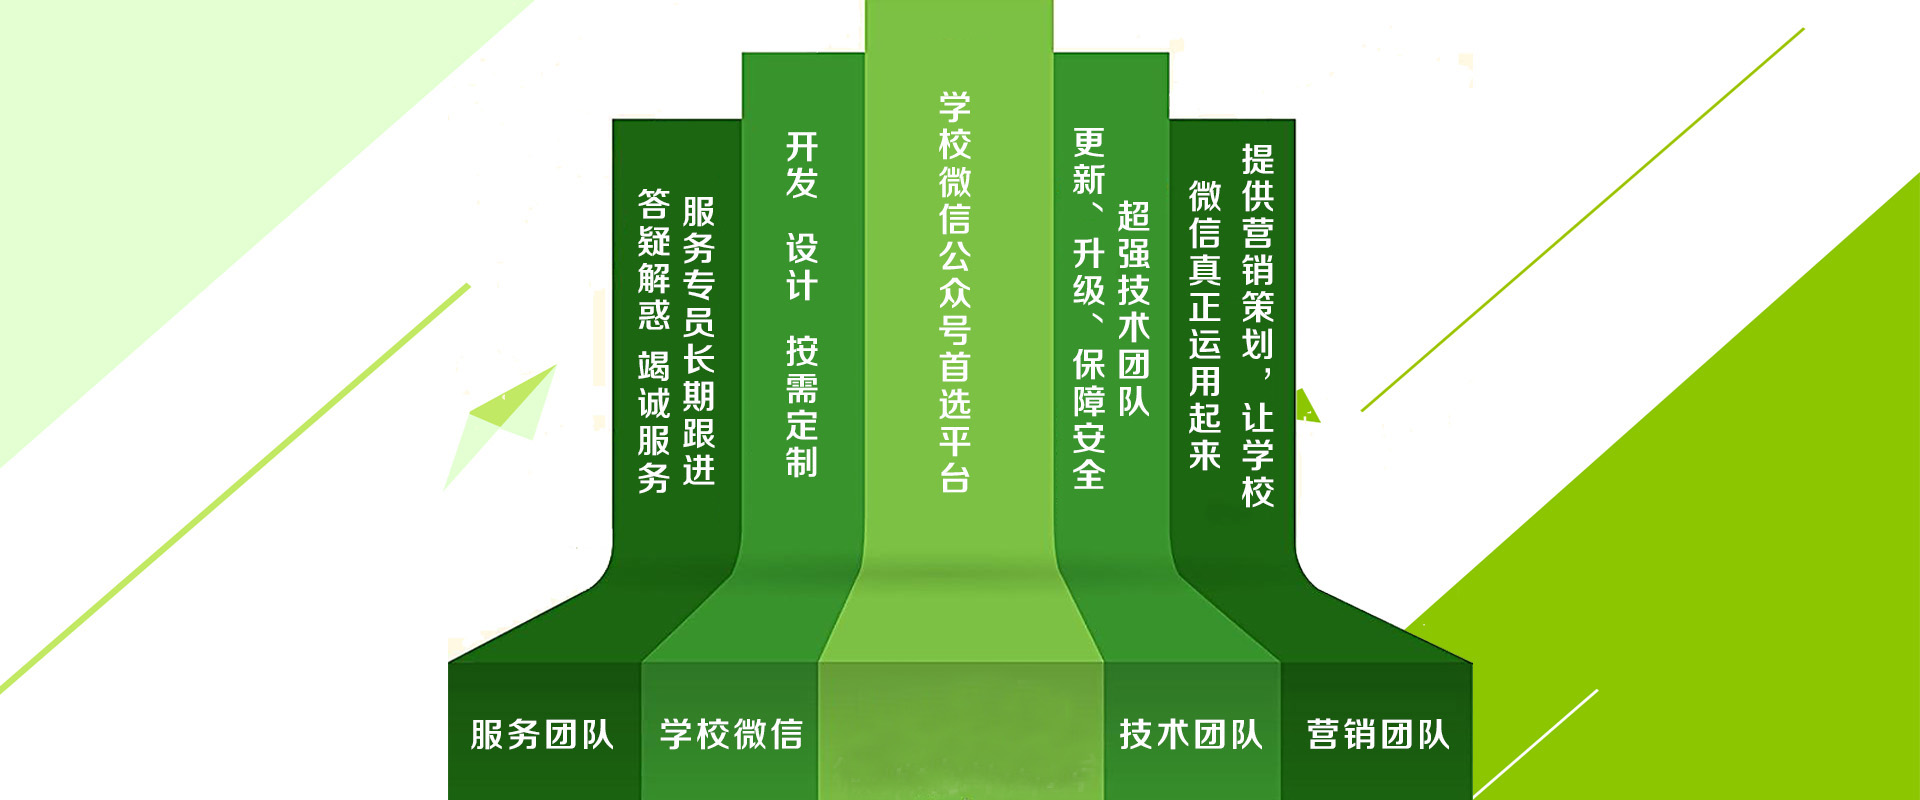 服务专员长期跟进
答疑解惑 竭诚服务
开发 设计 按需定制
学校微信公众号首选平台
超强技术团队
更新、升级、保障安全
提供营销策划，让学校
微信真正运用起来
服务团队
学校微信
技术团队
营销团队